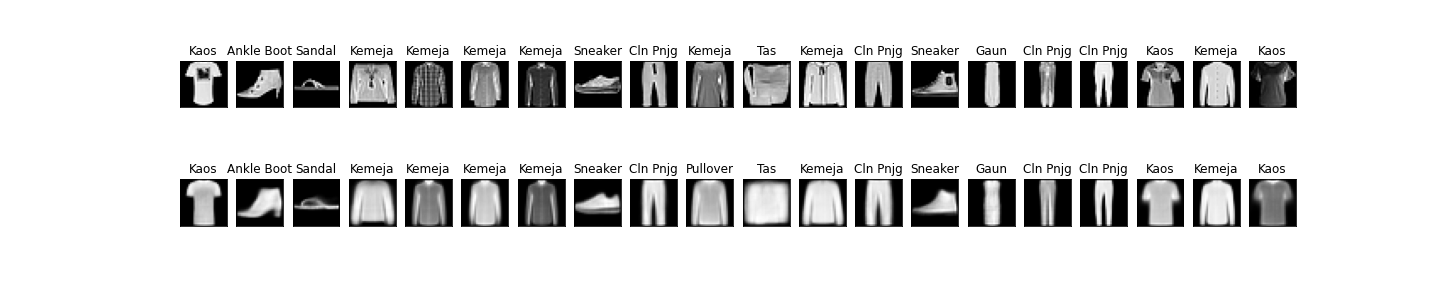 Kaos Ankle Boot Sandal Kemeja Kemeja Kemeja Kemeja Sneaker Cln Pnjg Kemeja Tas Kemeja Cln Pnjg Sneaker Gaun Cln Pnjg Cln Pnjg Kaos Kemeja Kaos
Kaos Ankle Boot Sandal Kemeja Kemeja Kemeja Kemeja Sneaker Cln Pnjg Pullover Tas Kemeja Cln Pnjg Sneaker Gaun Cln Pnjg Cln Pnjg Kaos Kemeja Kaos